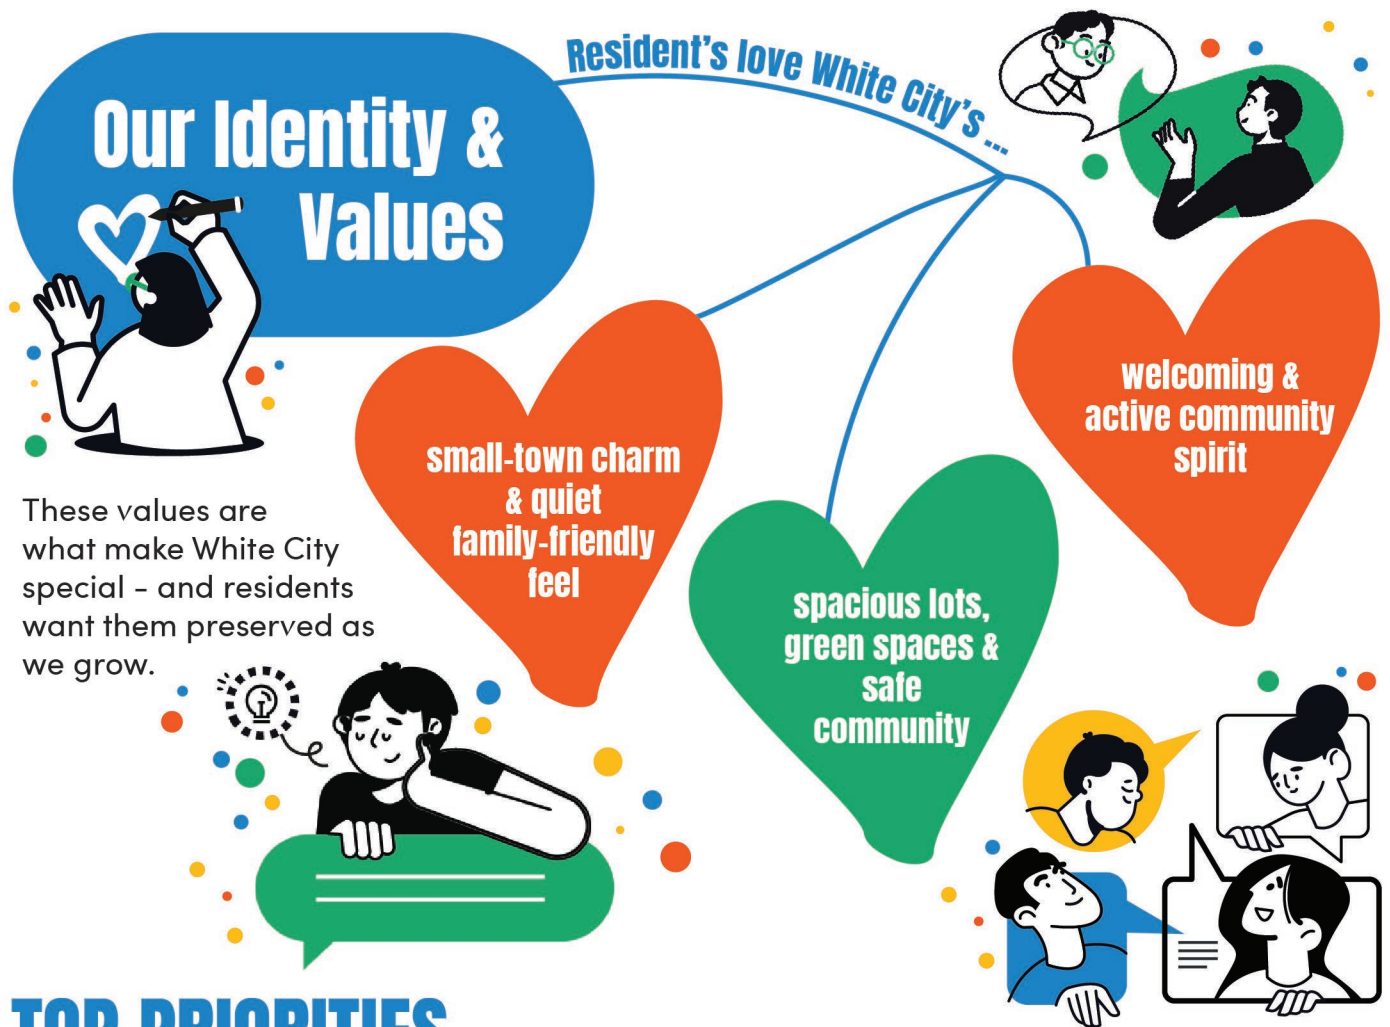 Our Identity &
Values
Resident's love White City's ...
small-town charm
& quiet
family-friendly
feel
spacious lots,
green spaces &
safe
community
welcoming &
active community
spirit
These values are
what make White City
special - and residents
want them preserved as
we grow.
TOP PRIORITIES